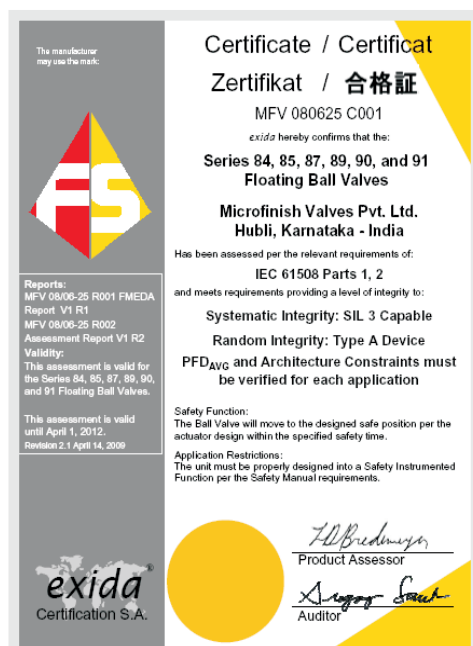 The manufacturer
may use the mark:
FS
Reports:
MFV 08/06-25 R001 FMEDA
Report V1 R1
MFV 08/06-25 R002
Assessment Report V1 R2
Validity:
This assessment is valid for
the Series 84, 85, 87, 89, 90,
and 91 Floating Ball Valves.
This assessment is valid
until April 1, 2012.
Revision 2.1 April 14, 2009
exida®
Certification S.A.
Certificate / Certificat
Zertifikat / 合格証
MFV 080625 C001
exida hereby confirms that the:
Series 84, 85, 87, 89, 90, and 91
Floating Ball Valves
Microfinish Valves Pvt. Ltd.
Hubli, Karnataka - India
Has been assessed per the relevant requirements of:
IEC 61508 Parts 1, 2
and meets requirements providing a level of integrity to:
Systematic Integrity: SIL 3 Capable
Random Integrity: Type A Device
PFDAVG and Architecture Constraints must
be verified for each application
Safety Function:
The Ball Valve will move to the designed safe position per the
actuator design within the specified safety time.
Application Restrictions:
The unit must be properly designed into a Safety Instrumented
Function per the Safety Manual requirements.
Product Assessor
Auditor